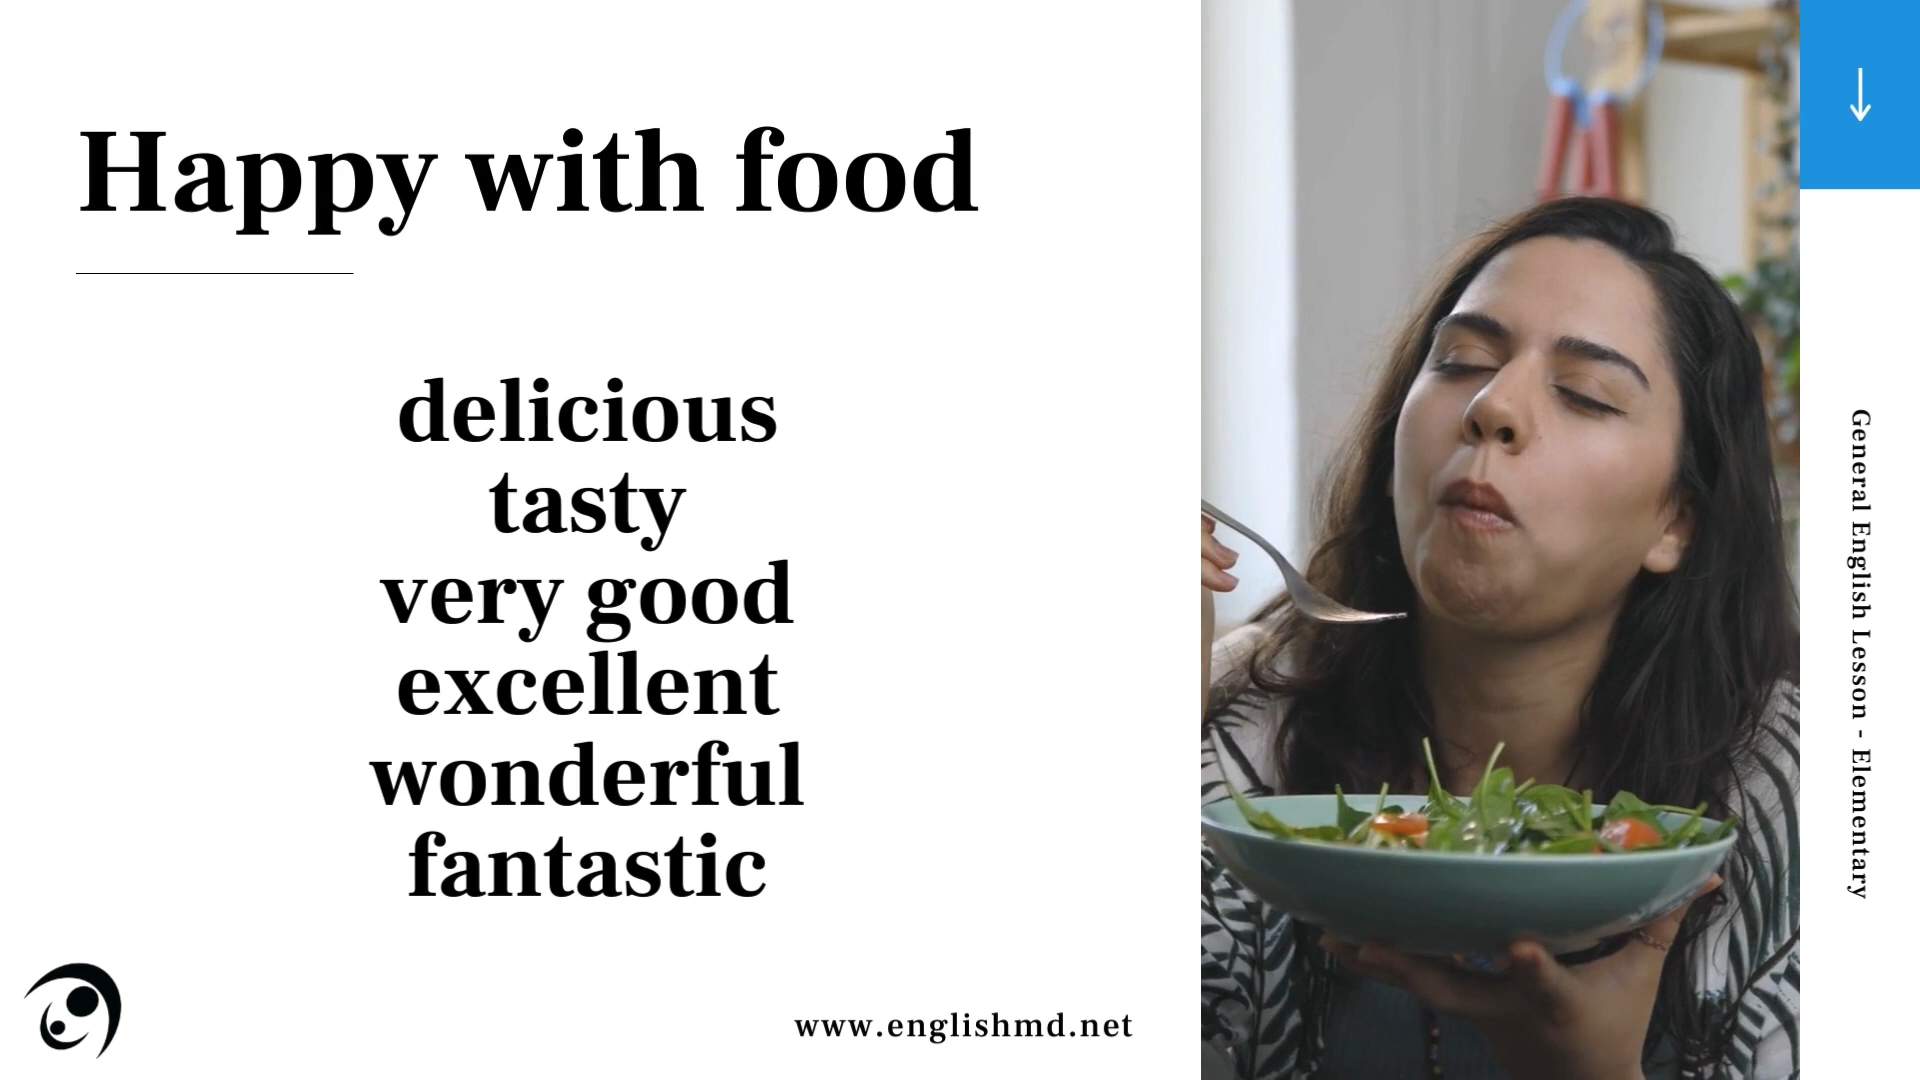 Happy with food
delicious
tasty
very good
excellent
wonderful
fantastic
www.englishmd.net
General English Lesson - Elementary